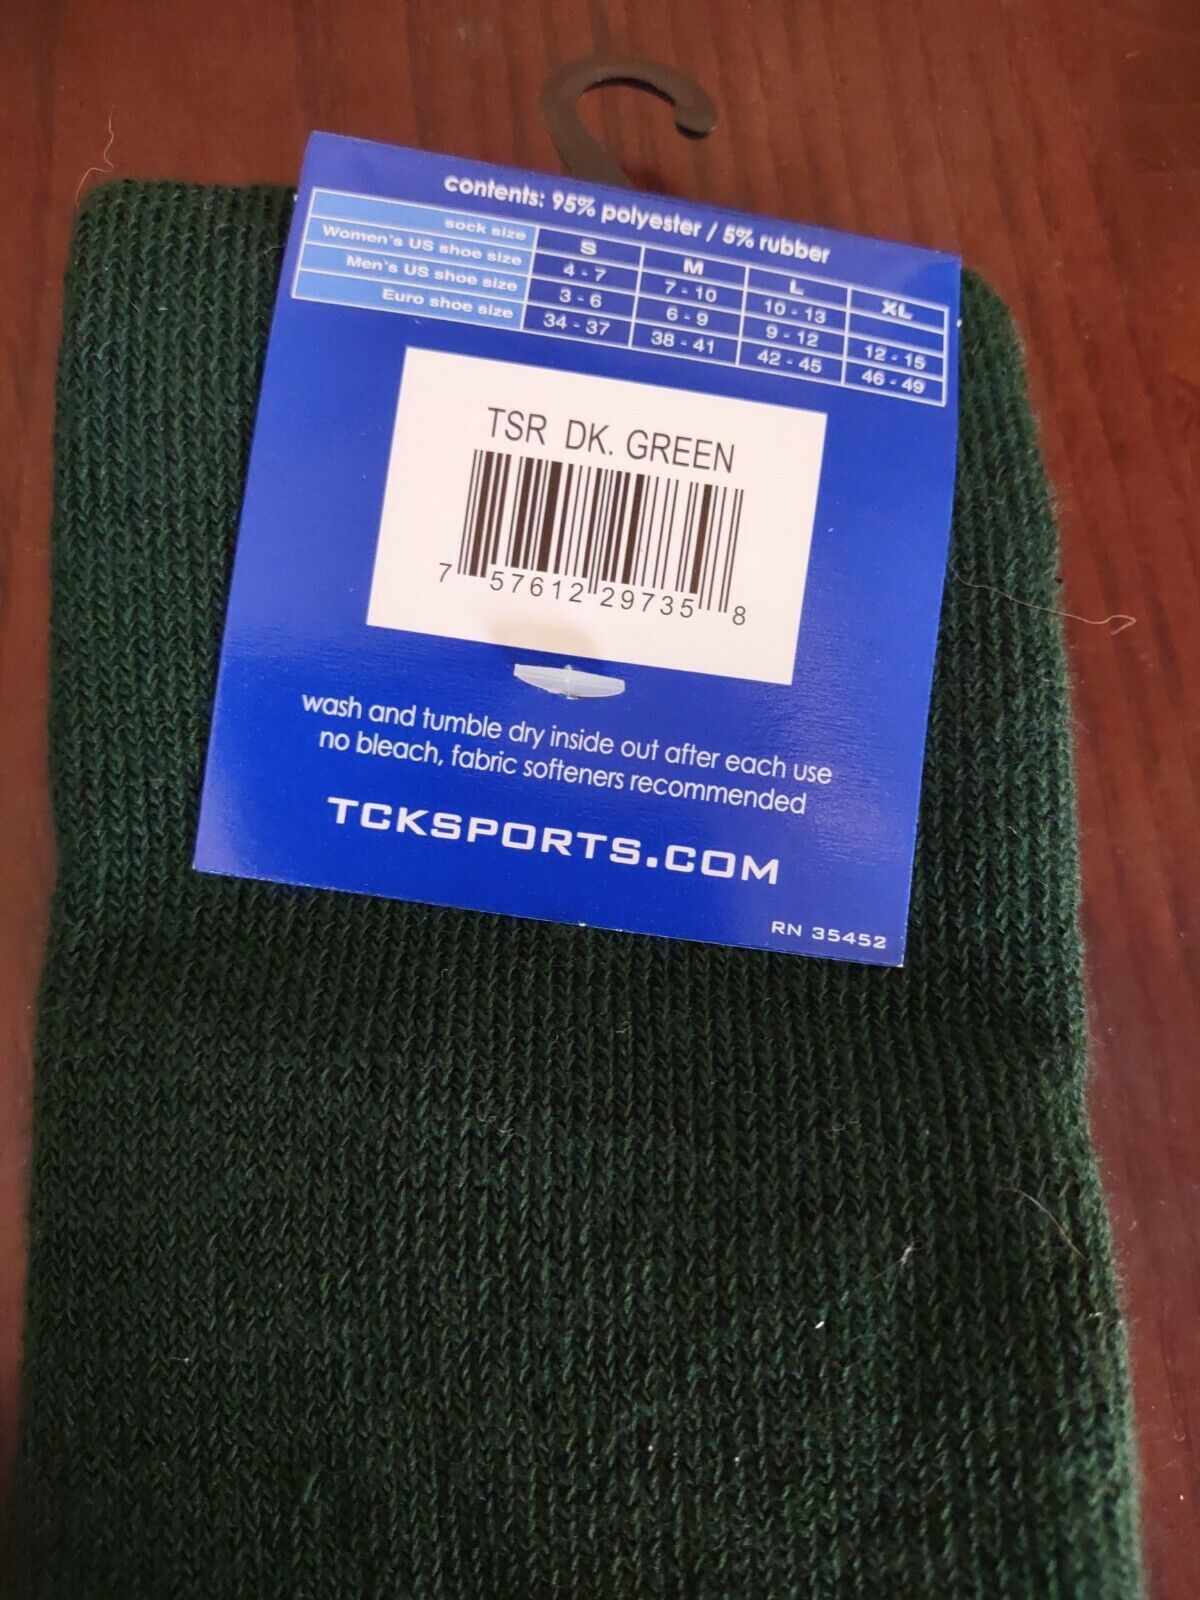 contents: 95% polyester / 5% rubber
sock size S M L XL
Women's US shoe size 4 - 7 7 - 10 10 - 13
Men's US shoe size 3 - 6 6 - 9 9 - 12 12 - 15
Euro shoe size 34 - 37 38 - 41 42 - 45 46 - 49
TSR DK. GREEN
7 57612 29735 8
wash and tumble dry inside out after each use
no bleach, fabric softeners recommended
TCKSPORTS.COM
RN 35452